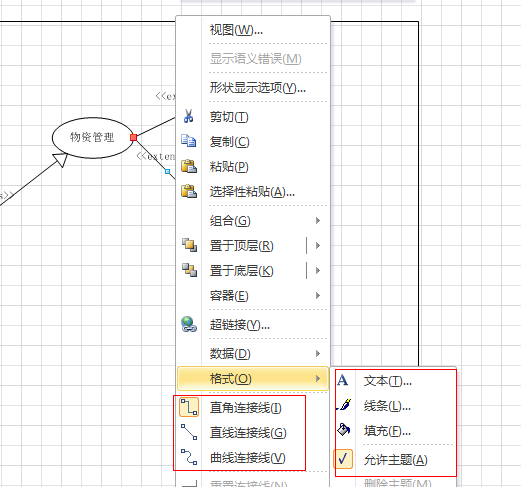 视图(W)...
显示语义错误(M)
形状显示选项(Y)...
<<ex
剪切(T)
物资管理
复制(C)
<<exten
粘贴(P)
选择性粘贴(A)...
s>>
组合(G)
置于顶层(R)
置于底层(K)
容器(E)
超链接(Y)...
数据(D)
格式(O)
文本(T)...
直角连接线(I)
线条(L)...
直线连接线(G)
填充(F)...
曲线连接线(V)
✓ 允许主题(A)
重置连接线(N)
删除主题(M)